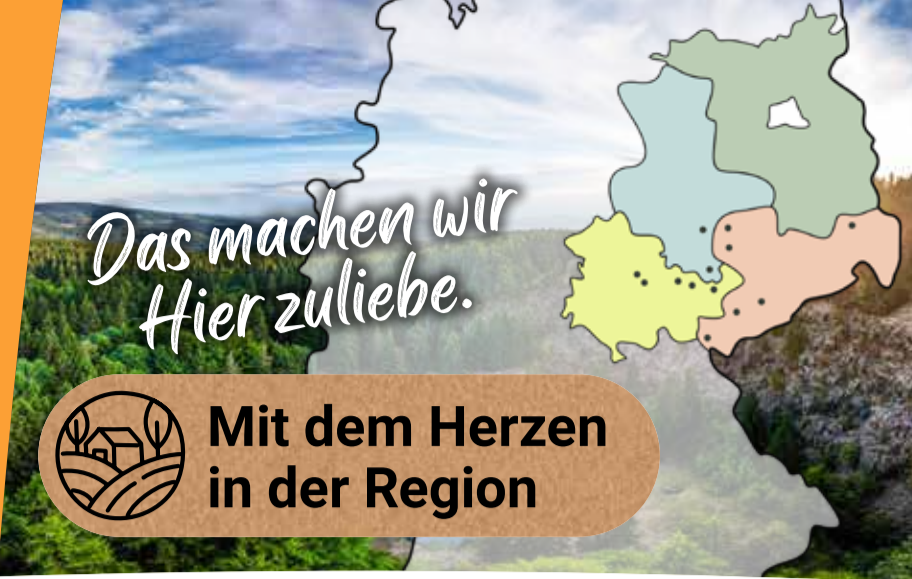 Das machen wir
Hier zuliebe.
Mit dem Herzen
in der Region